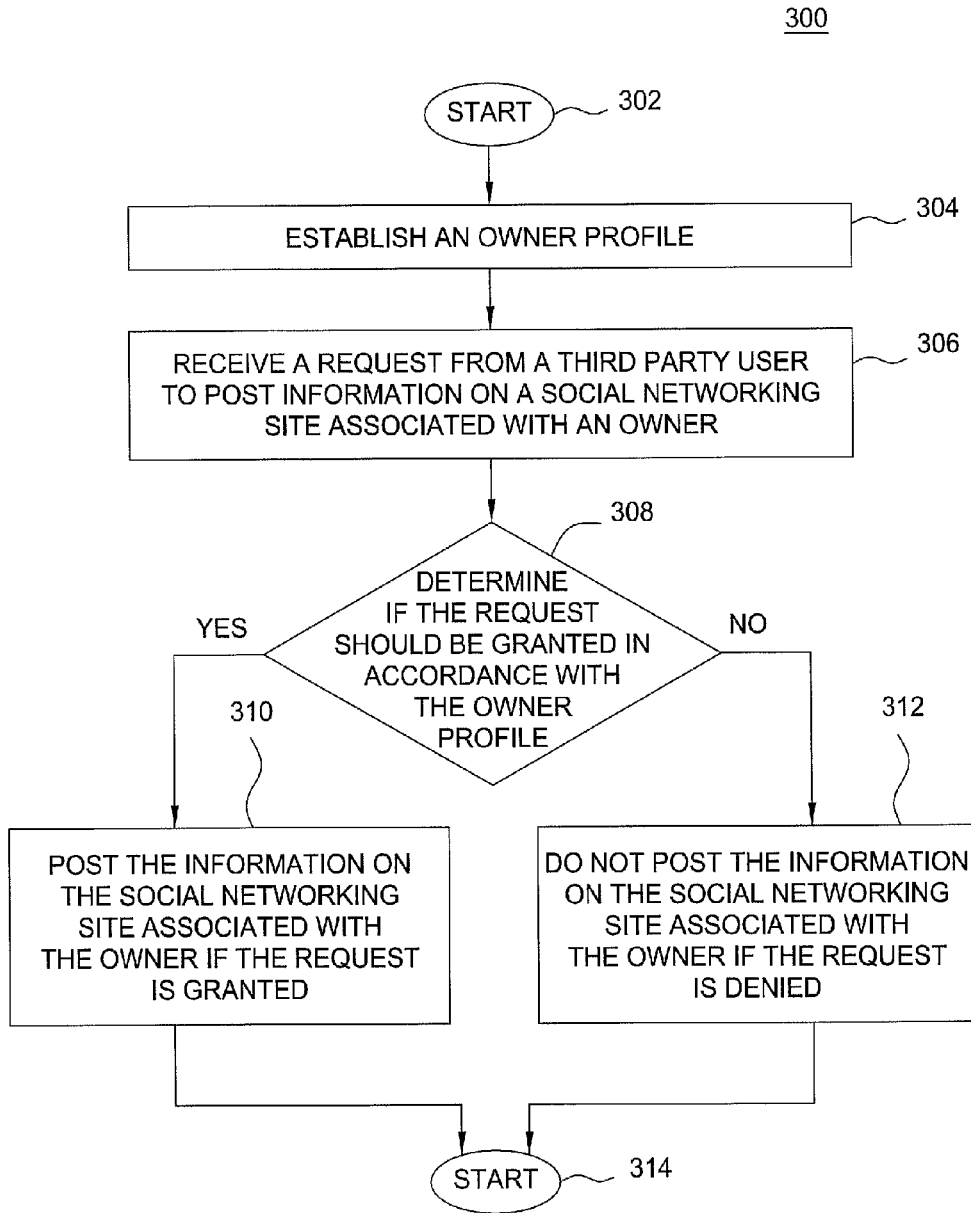 300
START
302
ESTABLISH AN OWNER PROFILE
304
RECEIVE A REQUEST FROM A THIRD PARTY USER
TO POST INFORMATION ON A SOCIAL NETWORKING
SITE ASSOCIATED WITH AN OWNER
306
308
DETERMINE
IF THE REQUEST
SHOULD BE GRANTED IN
ACCORDANCE WITH
THE OWNER
PROFILE
YES
NO
310
312
POST THE INFORMATION ON
THE SOCIAL NETWORKING
SITE ASSOCIATED WITH
THE OWNER IF THE REQUEST
IS GRANTED
DO NOT POST THE INFORMATION
ON THE SOCIAL NETWORKING
SITE ASSOCIATED WITH
THE OWNER IF THE REQUEST
IS DENIED
START
314